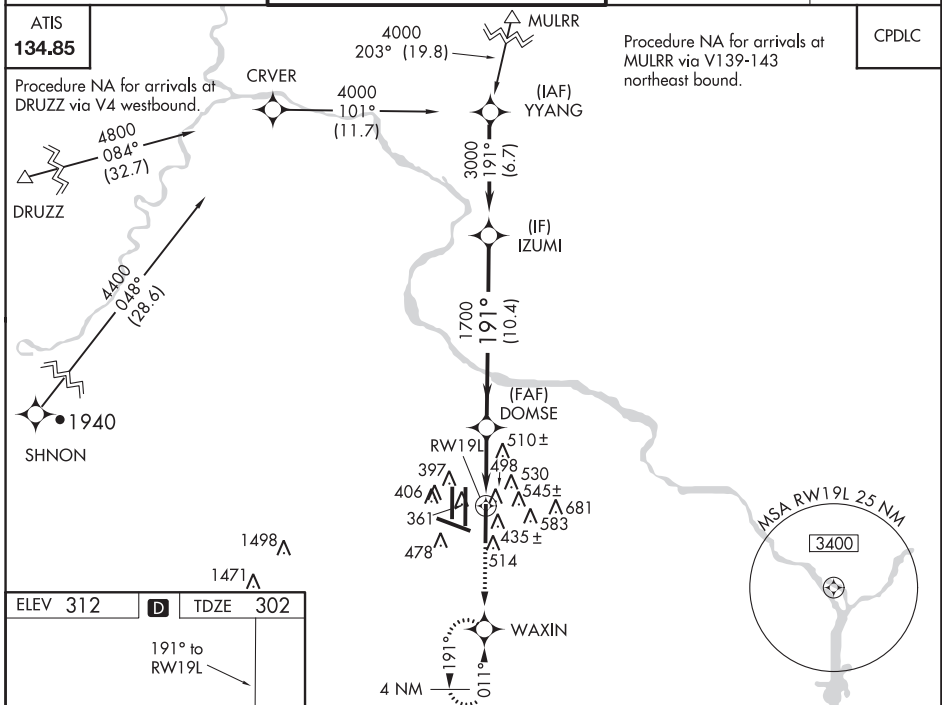 ATIS
134.85
Procedure NA for arrivals at
DRUZZ via V4 westbound.
4800
084°
(32.7)
DRUZZ
4400
048°
(28.6)
1940
SHNON
CRVER
4000
101°
(11.7)
4000
203° (19.8)
MULRR
(IAF)
YYANG
3000
191°
(6.7)
(IF)
IZUMI
1700
191°
(10.4)
(FAF)
DOMSE
Procedure NA for arrivals at
MULRR via V139-143
northeast bound.
CPDLC
RW19L
510±
498
530
397
406
545±
681
361
583
435±
478
514
1498
1471
MSA RW19L 25 NM
3400
WAXIN
191°
011°
4 NM
ELEV 312
D
TDZE 302
191° to
RW19L